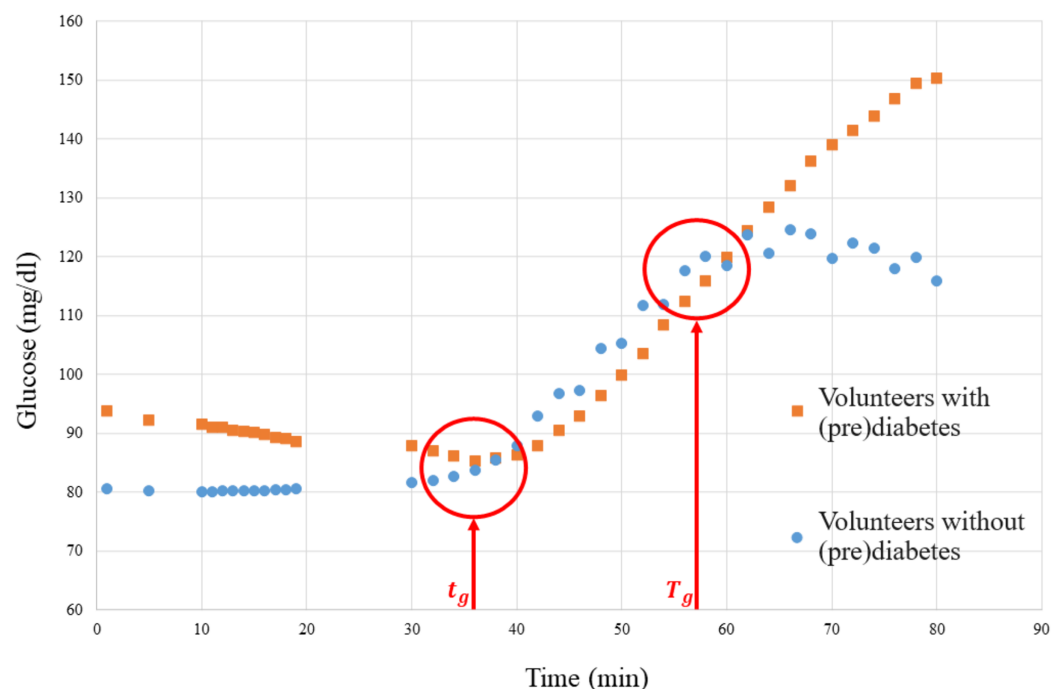 160
150
140
130
120
110
100
90
80
70
60
Glucose (mg/dl)
0 10 20 30 40 50 60 70 80 90
Time (min)
t_g
T_g
Volunteers with
(pre)diabetes
Volunteers without
(pre)diabetes